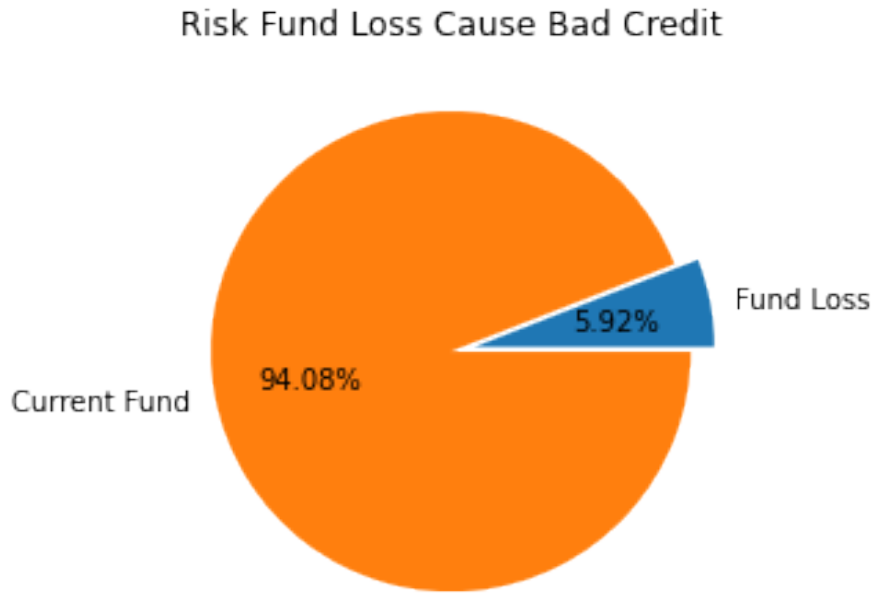 Risk Fund Loss Cause Bad Credit
Fund Loss
5.92%
94.08%
Current Fund